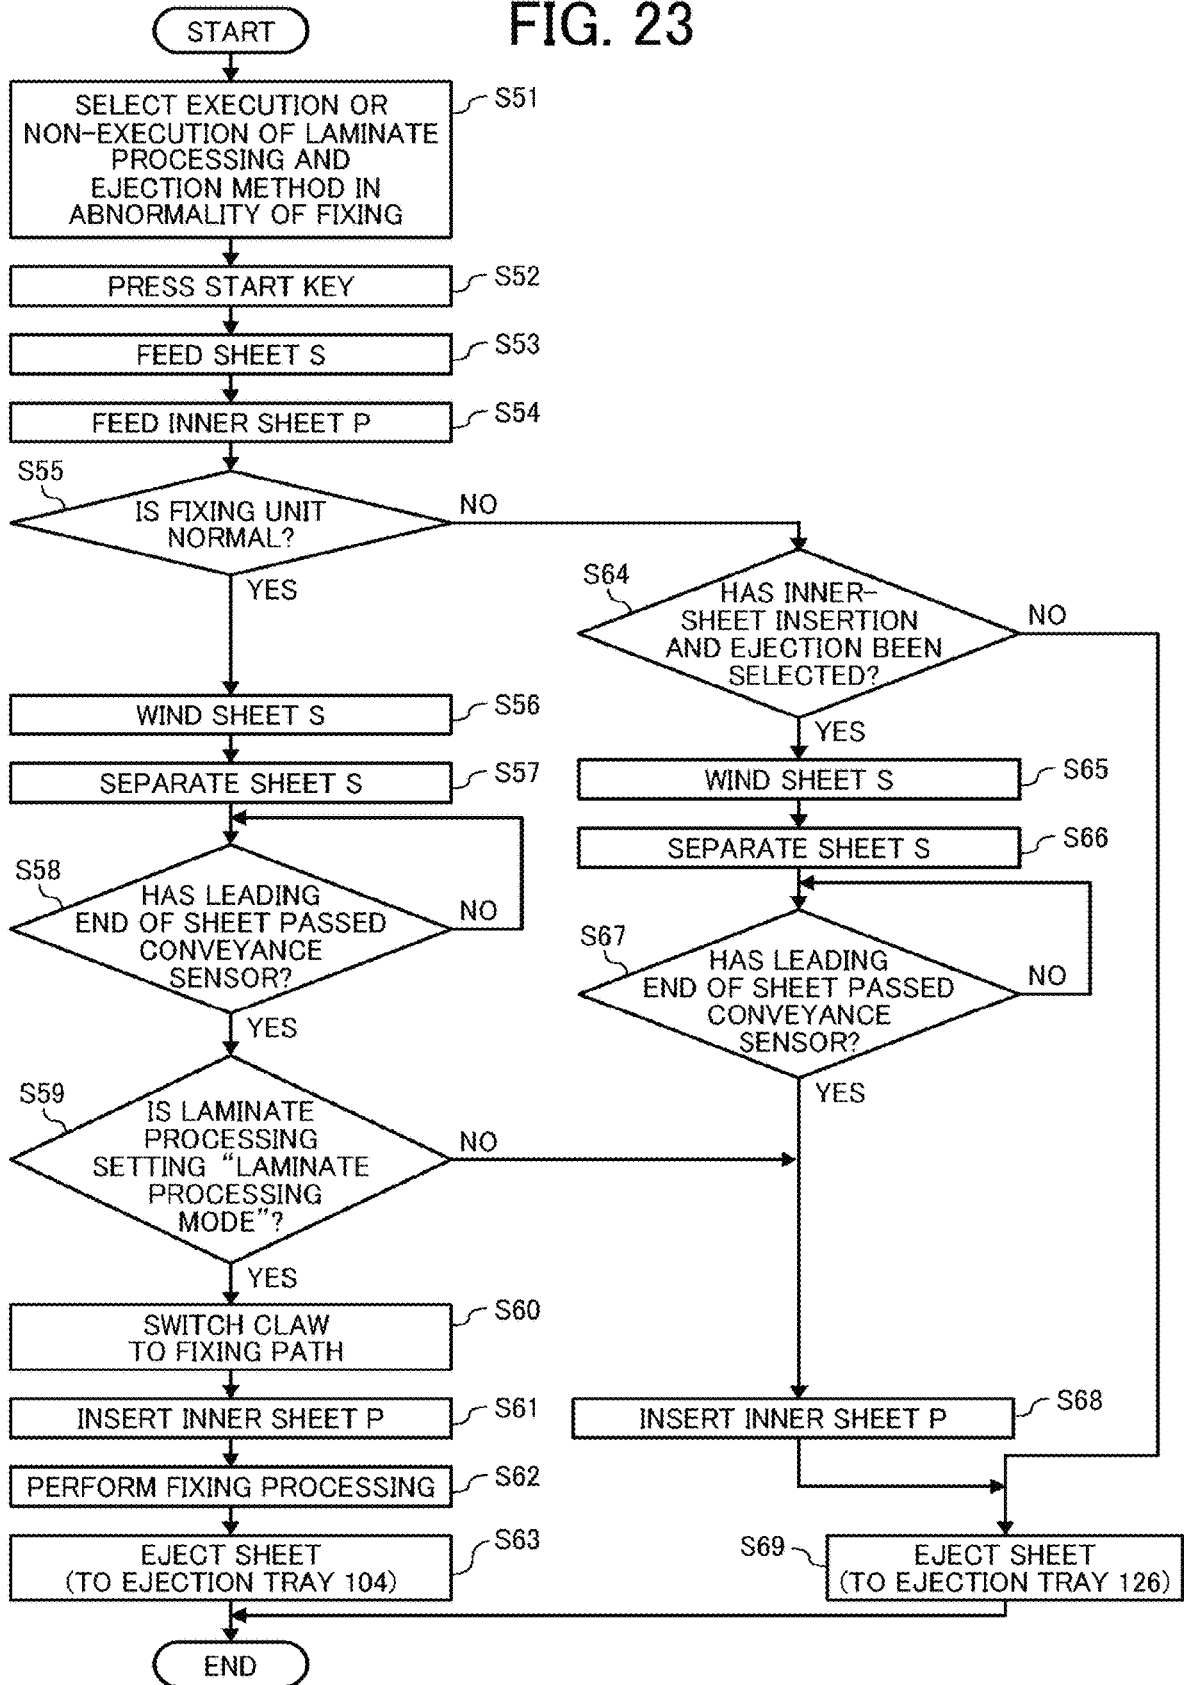 FIG. 23
START
SELECT EXECUTION OR
NON-EXECUTION OF LAMINATE
PROCESSING AND
EJECTION METHOD IN
ABNORMALITY OF FIXING
S51
PRESS START KEY
S52
FEED SHEET S
S53
FEED INNER SHEET P
S54
S55
IS FIXING UNIT
NORMAL?
NO
YES
WIND SHEET S
S56
SEPARATE SHEET S
S57
S58
HAS LEADING
END OF SHEET PASSED
CONVEYANCE
SENSOR?
NO
YES
S59
IS LAMINATE
PROCESSING
SETTING “LAMINATE
PROCESSING
MODE”?
NO
YES
SWITCH CLAW
TO FIXING PATH
S60
INSERT INNER SHEET P
S61
PERFORM FIXING PROCESSING
S62
EJECT SHEET
(TO EJECTION TRAY 104)
S63
S64
HAS INNER-
SHEET INSERTION
AND EJECTION BEEN
SELECTED?
NO
YES
WIND SHEET S
S65
SEPARATE SHEET S
S66
S67
HAS LEADING
END OF SHEET PASSED
CONVEYANCE
SENSOR?
NO
YES
INSERT INNER SHEET P
S68
S69
EJECT SHEET
(TO EJECTION TRAY 126)
END